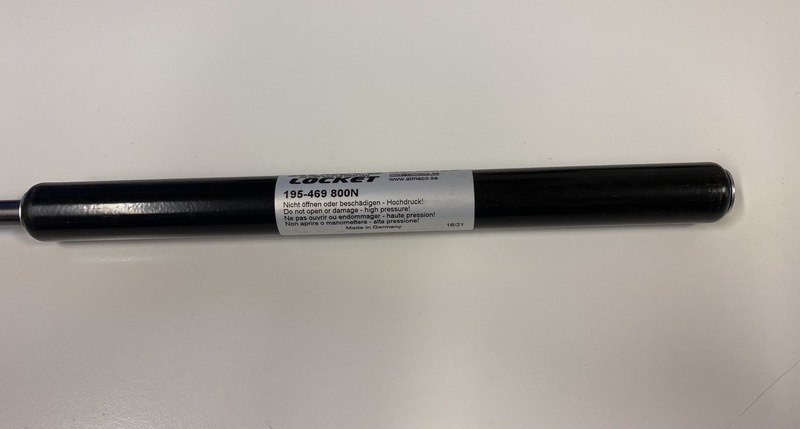 LOCKET
www.almeco.se
195-469 800N
Nicht öffnen oder beschädigen - Hochdruck!
Do not open or damage - high pressure!
Ne pas ouvrir ou endommager - haute pression!
Non aprire o manomettere - alta pressione!
Made in Germany
16/21